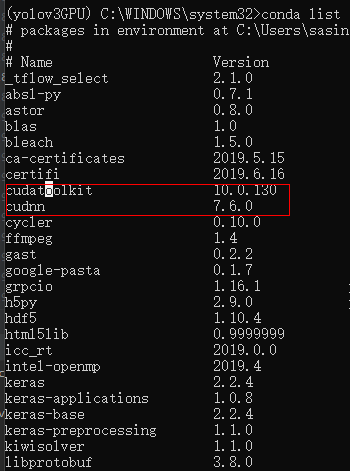 (yolov3GPU) C:\WINDOWS\system32>conda list
# packages in environment at C:\Users\sasin
#
# Name Version
_tflow_select 2.1.0
absl-py 0.7.1
astor 0.8.0
blas 1.0
bleach 1.5.0
ca-certificates 2019.5.15
certifi 2019.6.16
cudatoolkit 10.0.130
cudnn 7.6.0
cycler 0.10.0
ffmpeg 1.4
gast 0.2.2
google-pasta 0.1.7
grpcio 1.16.1
h5py 2.9.0
hdf5 1.10.4
html5lib 0.9999999
icc_rt 2019.0.0
intel-openmp 2019.4
keras 2.2.4
keras-applications 1.0.8
keras-base 2.2.4
keras-preprocessing 1.1.0
kiwisolver 1.1.0
libprotobuf 3.8.0